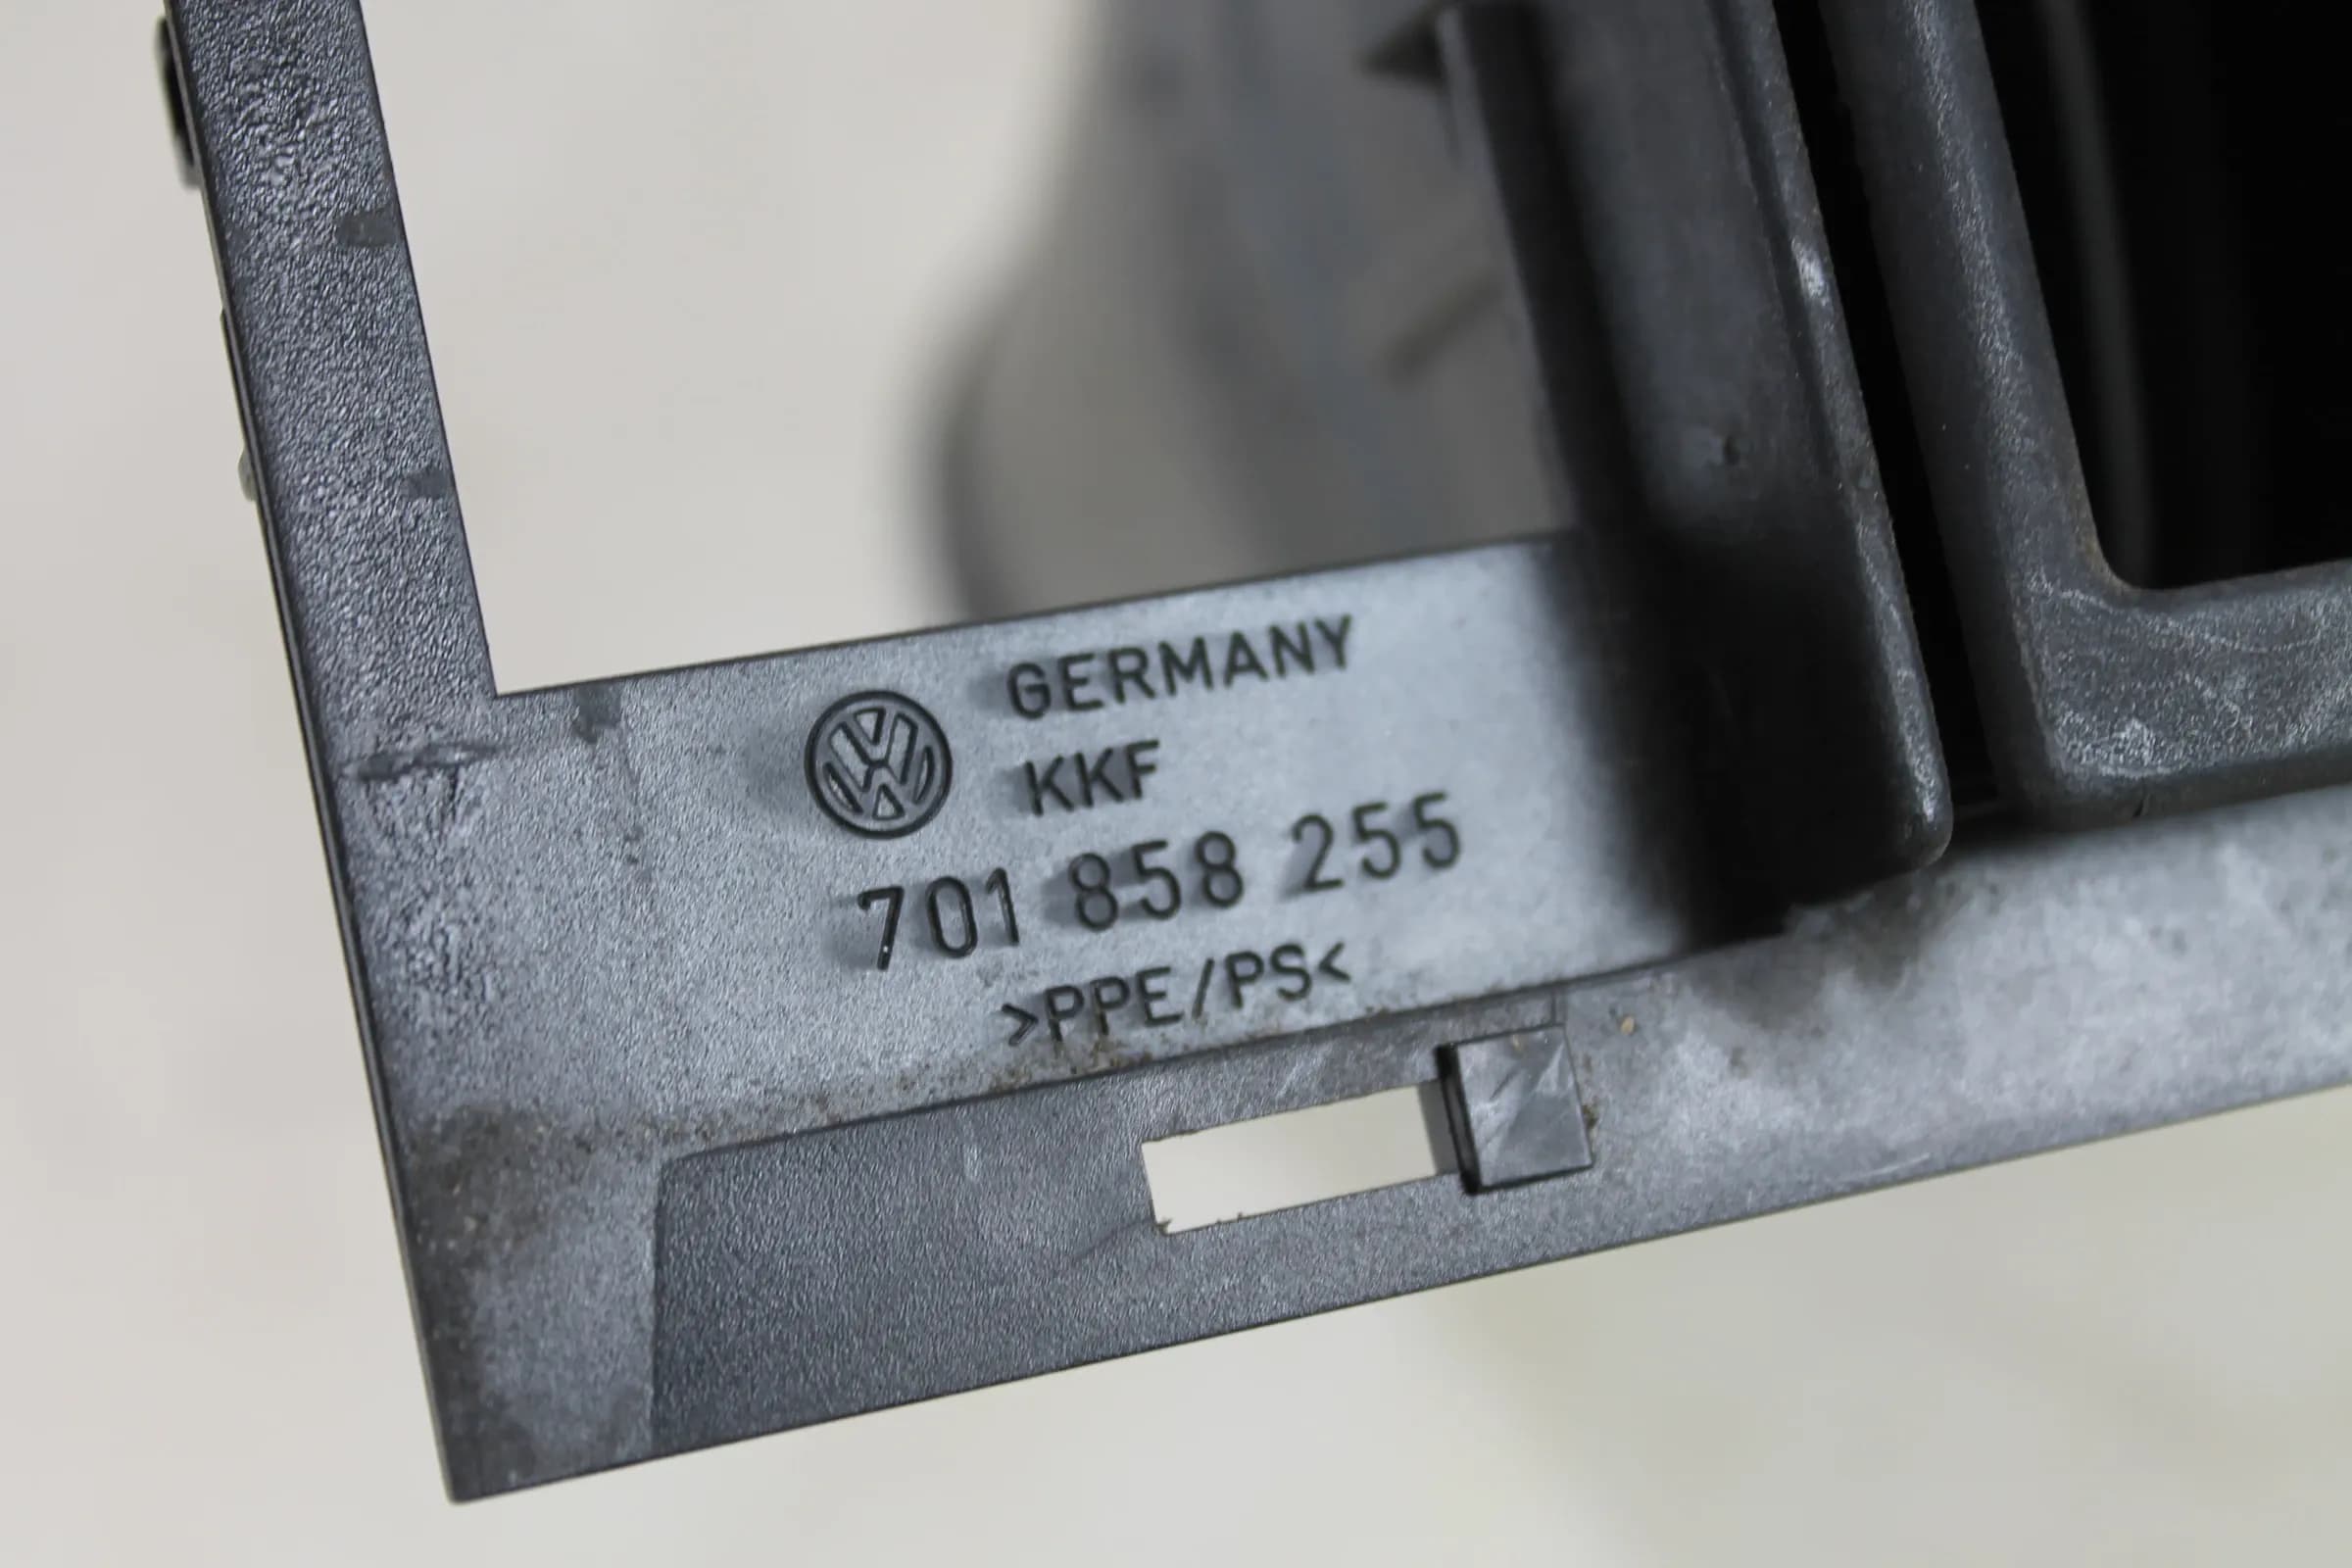 GERMANY
KKF
701 858 255
>PPE/PS<